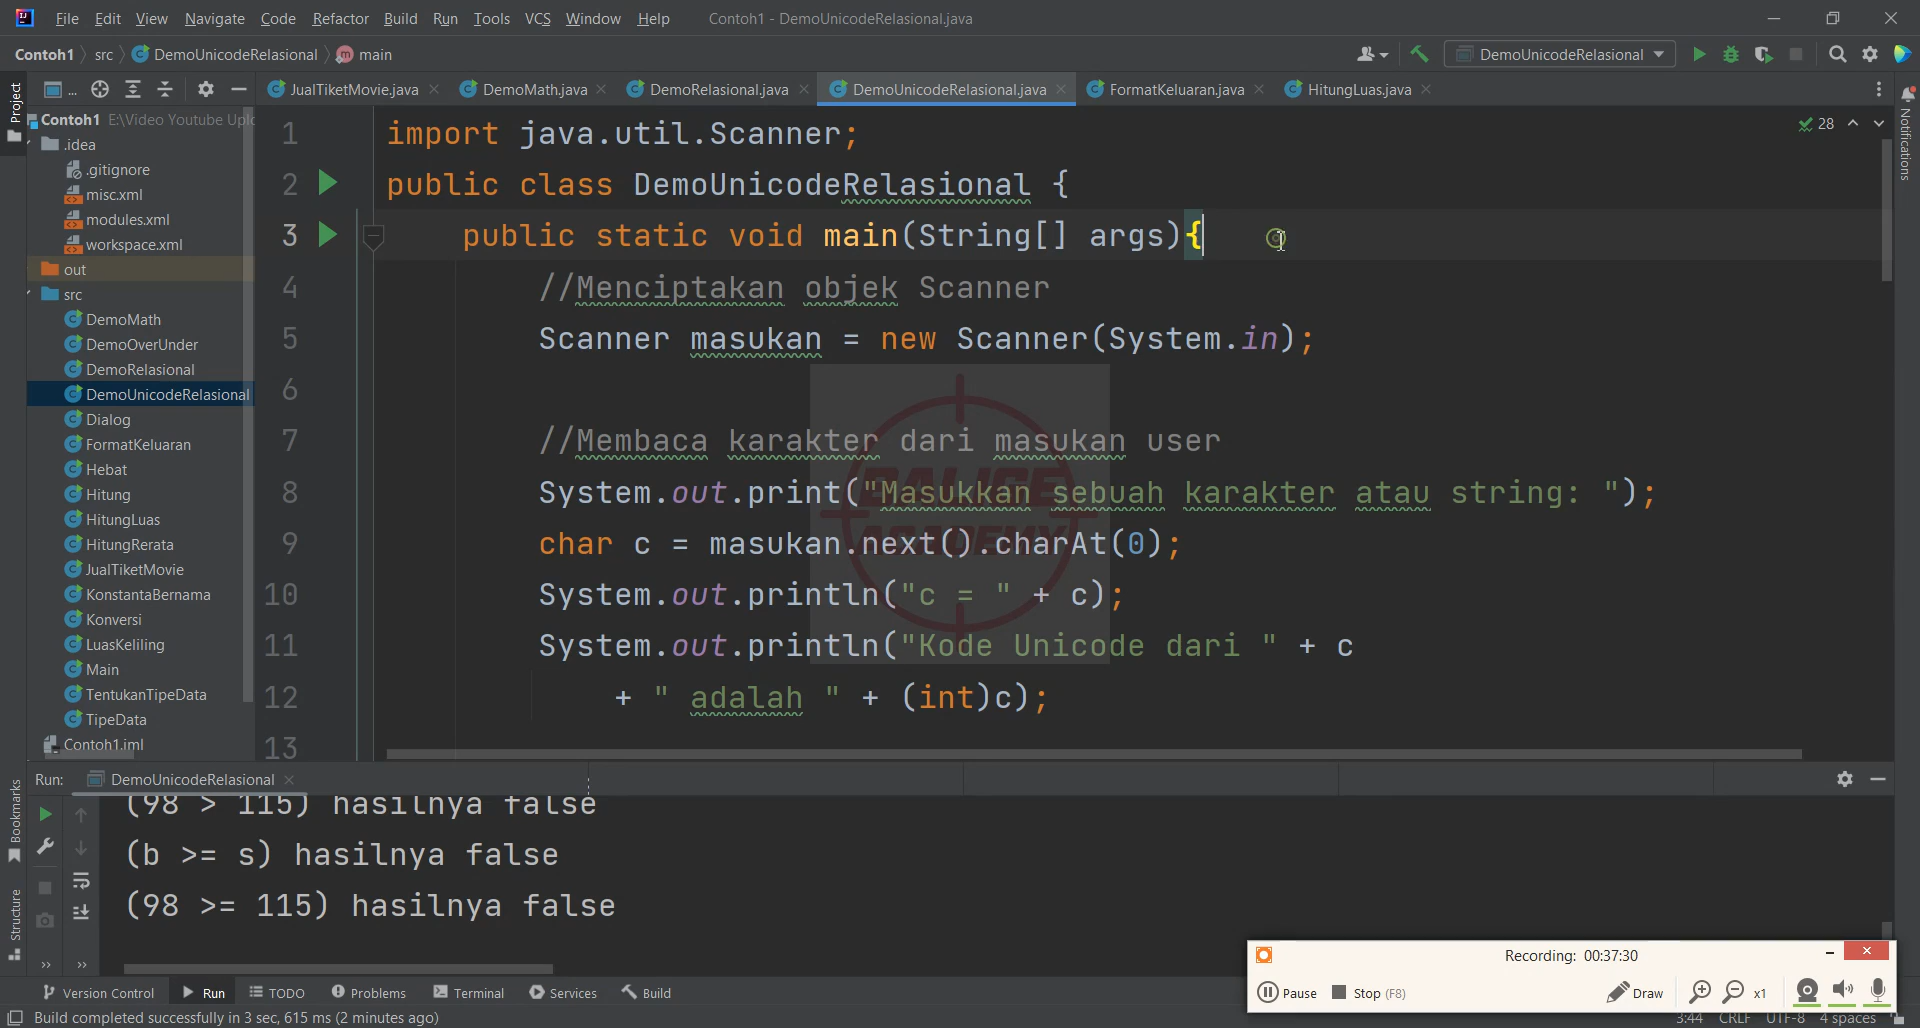 File Edit View Navigate Code Refactor Build Run Tools VCS Window Help Contoh1 - DemoUnicodeRelasional.java
Contoh1 src DemoUnicodeRelasional main DemoUnicodeRelasional
Project ... JualTiketMovie.java DemoMath.java DemoRelasional.java DemoUnicodeRelasional.java FormatKeluaran.java HitungLuas.java
Notifications
28
Contoh1 E:\Video Youtube Uplo
.idea
.gitignore
misc.xml
modules.xml
workspace.xml
out
src
DemoMath
DemoOverUnder
DemoRelasional
DemoUnicodeRelasional
Dialog
FormatKeluaran
Hebat
Hitung
HitungLuas
HitungRerata
JualTiketMovie
KonstantaBernama
Konversi
LuasKeliling
Main
TentukanTipeData
TipeData
Contoh1.iml
1 import java.util.Scanner;
2 public class DemoUnicodeRelasional {
3 public static void main(String[] args){
4 //Menciptakan objek Scanner
5 Scanner masukan = new Scanner(System.in);
6
7 //Membaca karakter dari masukan user
8 System.out.print("Masukkan sebuah karakter atau string: ");
9 char c = masukan.next().charAt(0);
10 System.out.println("c = " + c);
11 System.out.println("Kode Unicode dari " + c
12 + " adalah " + (int)c);
13
BALIGE
ACADEMY
Run: DemoUnicodeRelasional
(98 > 115) hasilnya false
(b >= s) hasilnya false
(98 >= 115) hasilnya false
Bookmarks
Structure
Recording: 00:37:30
Pause Stop (F8) Draw x1
Version Control Run TODO Problems Terminal Services Build
Build completed successfully in 3 sec, 615 ms (2 minutes ago) 3:44 CRLF UTF-8 4 spaces